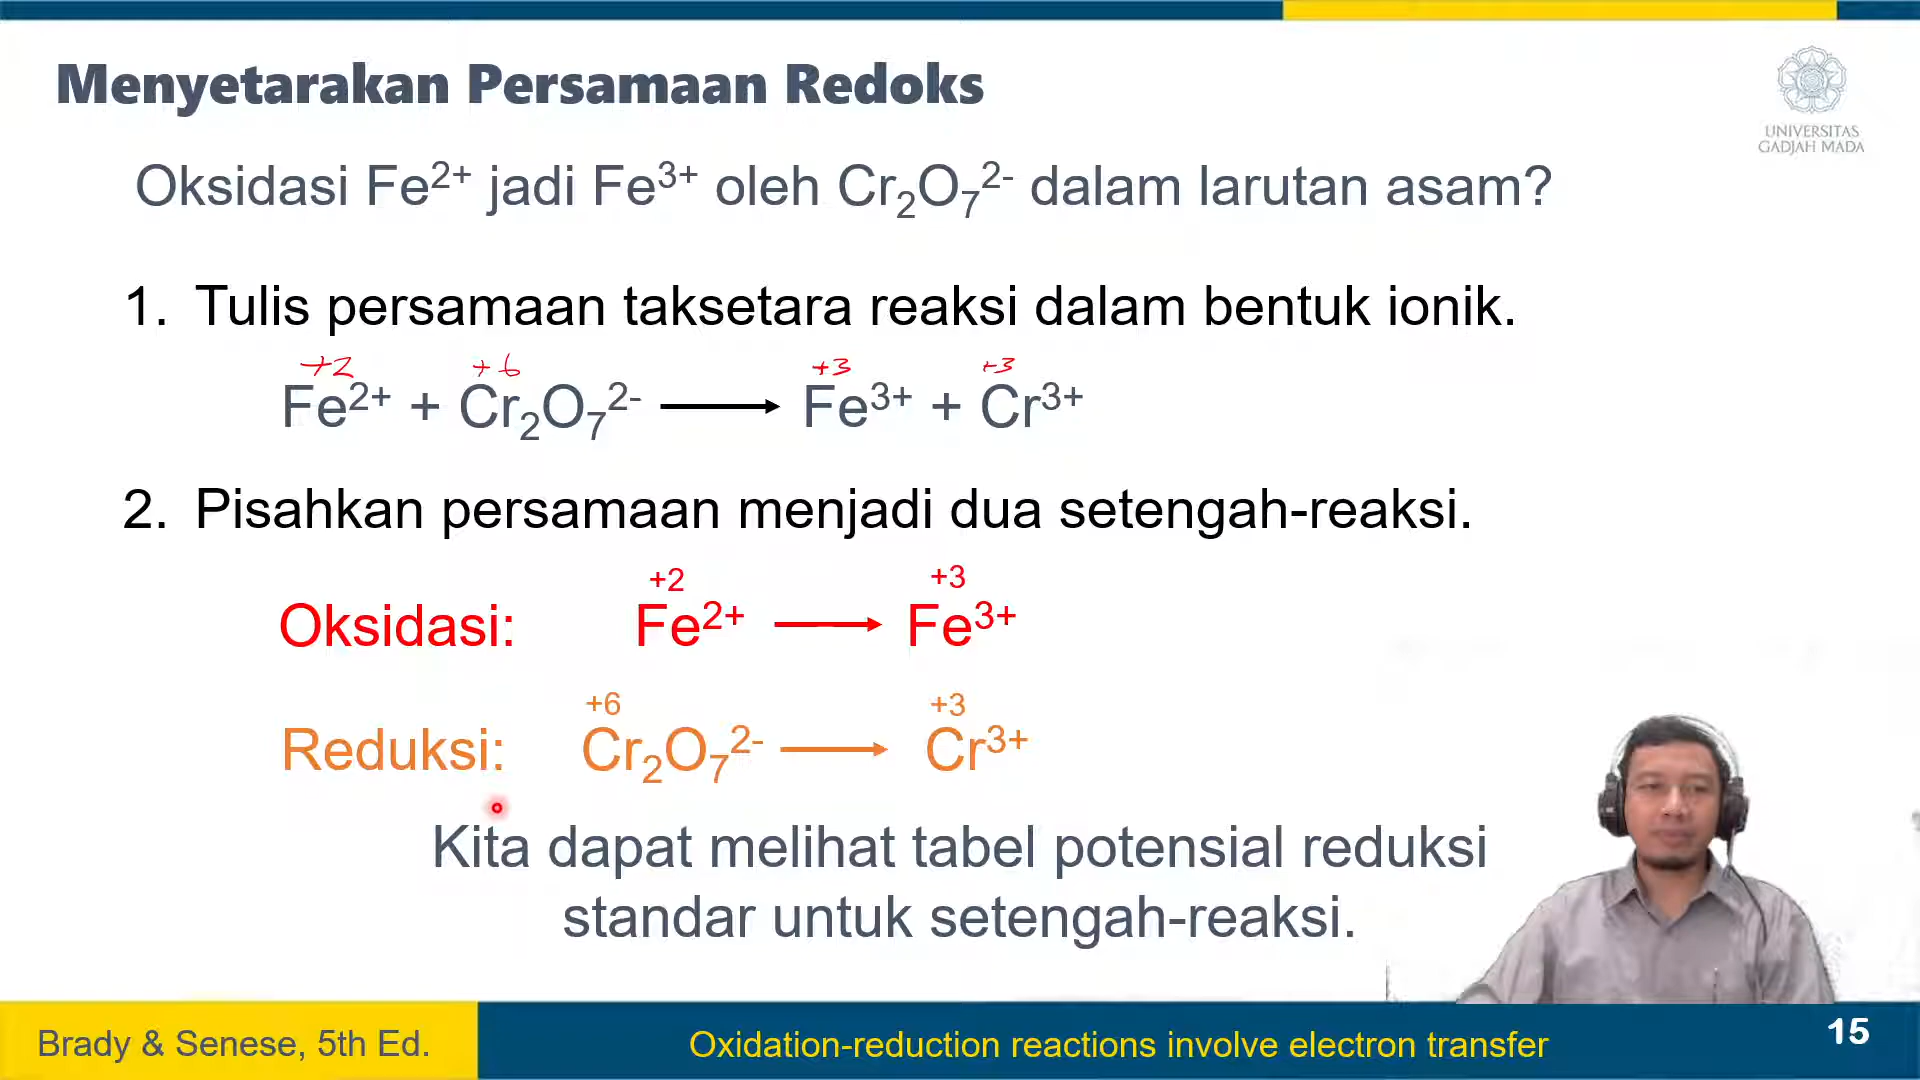 Menyetarakan Persamaan Redoks
UNIVERSITAS
GADJAH MADA
Oksidasi Fe²⁺ jadi Fe³⁺ oleh Cr₂O₇²⁻ dalam larutan asam?
1. Tulis persamaan taksetara reaksi dalam bentuk ionik.
+2 +6 +3 +3
Fe²⁺ + Cr₂O₇²⁻ ⟶ Fe³⁺ + Cr³⁺
2. Pisahkan persamaan menjadi dua setengah-reaksi.
+2 +3
Oksidasi: Fe²⁺ ⟶ Fe³⁺
+6 +3
Reduksi: Cr₂O₇²⁻ ⟶ Cr³⁺
Kita dapat melihat tabel potensial reduksi
standar untuk setengah-reaksi.
Brady & Senese, 5th Ed.
Oxidation-reduction reactions involve electron transfer
15